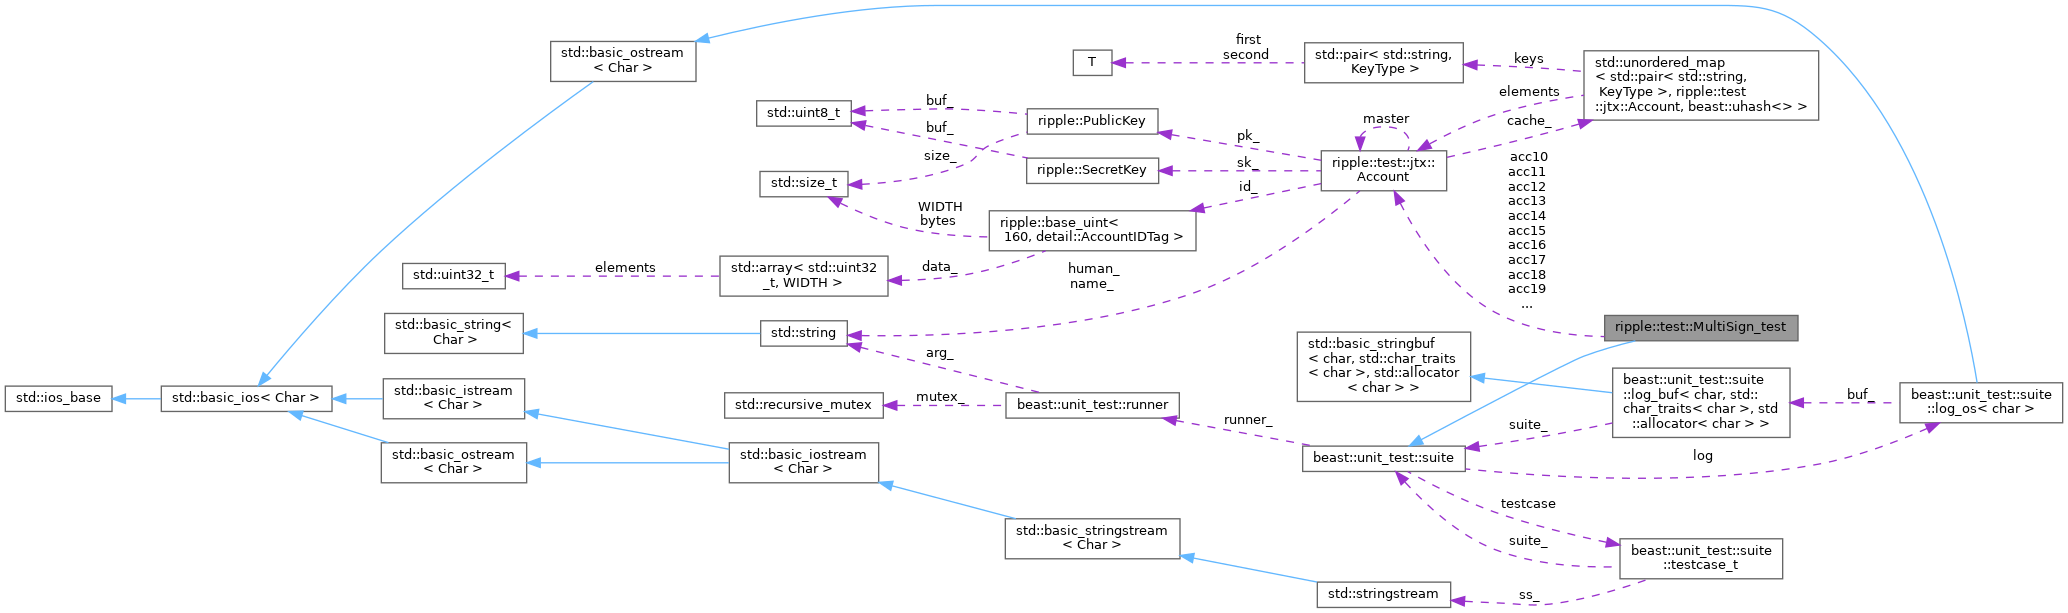 std::basic_ostream
< Char >
T
first
second
std::pair< std::string,
KeyType >
keys
std::unordered_map
< std::pair< std::string,
KeyType >, ripple::test
::jtx::Account, beast::uhash<> >
elements
cache_
master
std::uint8_t
buf_
buf_
ripple::PublicKey
pk_
ripple::SecretKey
sk_
ripple::test::jtx::
Account
size_
std::size_t
id_
WIDTH
bytes
ripple::base_uint<
160, detail::AccountIDTag >
acc10
acc11
acc12
acc13
acc14
acc15
acc16
acc17
acc18
acc19
...
std::uint32_t
elements
std::array< std::uint32
_t, WIDTH >
data_
human_
name_
std::basic_string<
Char >
std::string
arg_
ripple::test::MultiSign_test
std::basic_stringbuf
< char, std::char_traits
< char >, std::allocator
< char > >
std::ios_base
std::basic_ios< Char >
std::basic_istream
< Char >
std::recursive_mutex
mutex_
beast::unit_test::runner
runner_
beast::unit_test::suite
::log_buf< char, std::
char_traits< char >, std
::allocator< char > >
buf_
beast::unit_test::suite
::log_os< char >
suite_
beast::unit_test::suite
log
std::basic_ostream
< Char >
std::basic_iostream
< Char >
testcase
suite_
std::basic_stringstream
< Char >
beast::unit_test::suite
::testcase_t
std::stringstream
ss_